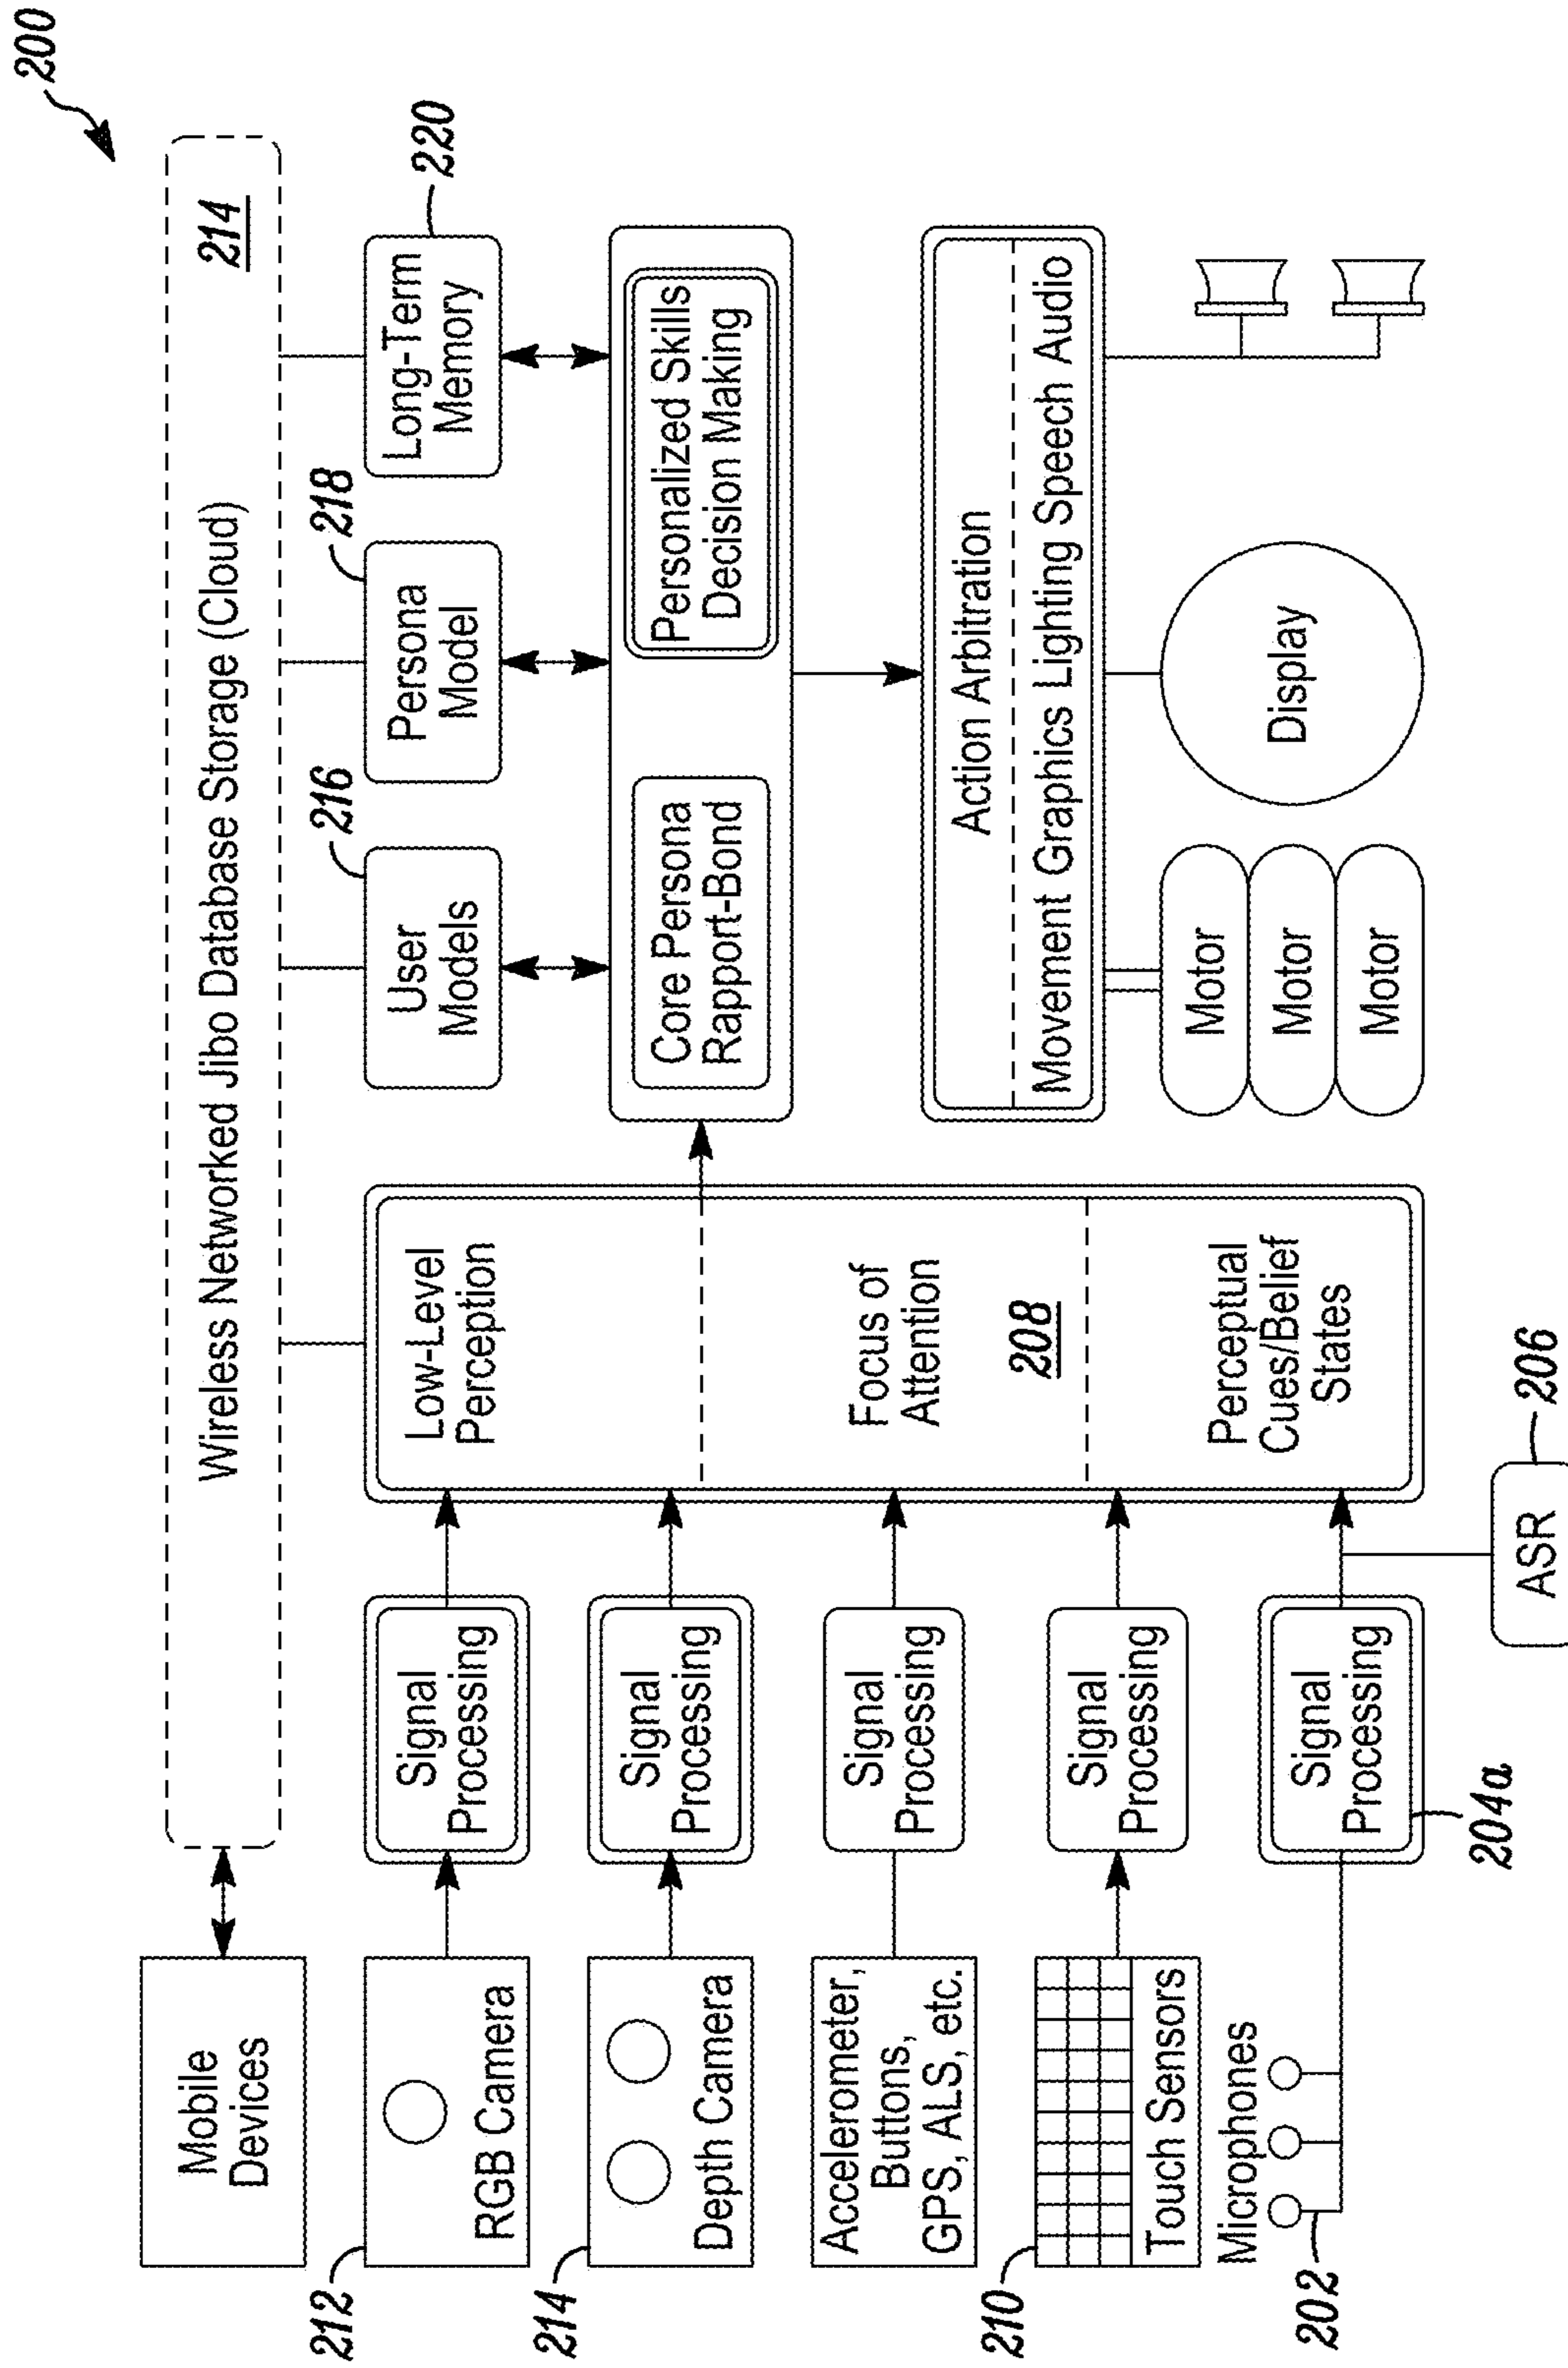 200
Wireless Networked Jibo Database Storage (Cloud)
214
Mobile
Devices
212
RGB Camera
Signal
Processing
214
Depth Camera
Signal
Processing
Accelerometer,
Buttons,
GPS, ALS, etc.
Signal
Processing
210
Touch Sensors
Signal
Processing
Microphones
202
Signal
Processing
204a
ASR
206
Low-Level
Perception
Focus of
Attention
208
Perceptual
Cues/Belief
States
216
User
Models
218
Persona
Model
220
Long-Term
Memory
Core Persona
Rapport-Bond
Personalized Skills
Decision Making
Action Arbitration
Movement Graphics Lighting Speech Audio
Motor
Motor
Motor
Display